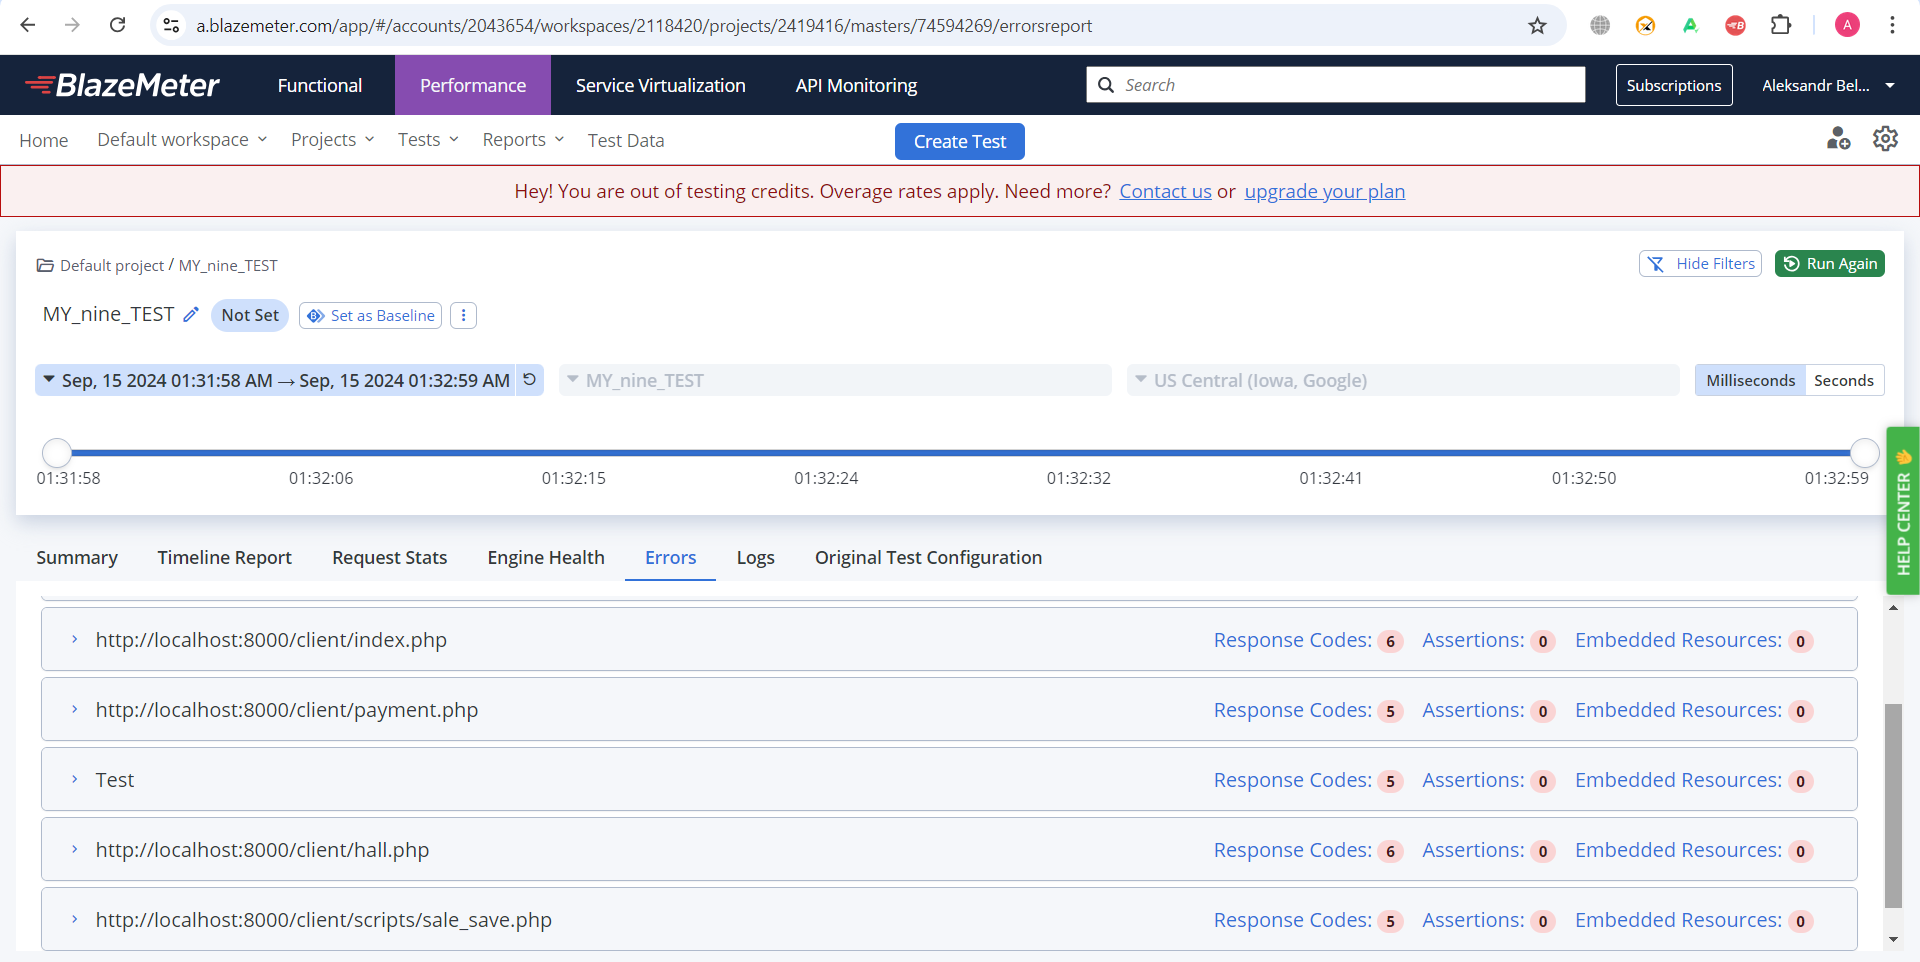 a.blazemeter.com/app/#/accounts/2043654/workspaces/2118420/projects/2419416/masters/74594269/errorsreport
A
BlazeMeter Functional Performance Service Virtualization API Monitoring Search Subscriptions Aleksandr Bel...
Home Default workspace Projects Tests Reports Test Data Create Test
Hey! You are out of testing credits. Overage rates apply. Need more? Contact us or upgrade your plan
Default project / MY_nine_TEST Hide Filters Run Again
MY_nine_TEST Not Set Set as Baseline
Sep, 15 2024 01:31:58 AM → Sep, 15 2024 01:32:59 AM MY_nine_TEST US Central (Iowa, Google) Milliseconds Seconds
01:31:58 01:32:06 01:32:15 01:32:24 01:32:32 01:32:41 01:32:50 01:32:59
HELP CENTER
Summary Timeline Report Request Stats Engine Health Errors Logs Original Test Configuration
http://localhost:8000/client/index.php Response Codes: 6 Assertions: 0 Embedded Resources: 0
http://localhost:8000/client/payment.php Response Codes: 5 Assertions: 0 Embedded Resources: 0
Test Response Codes: 5 Assertions: 0 Embedded Resources: 0
http://localhost:8000/client/hall.php Response Codes: 6 Assertions: 0 Embedded Resources: 0
http://localhost:8000/client/scripts/sale_save.php Response Codes: 5 Assertions: 0 Embedded Resources: 0